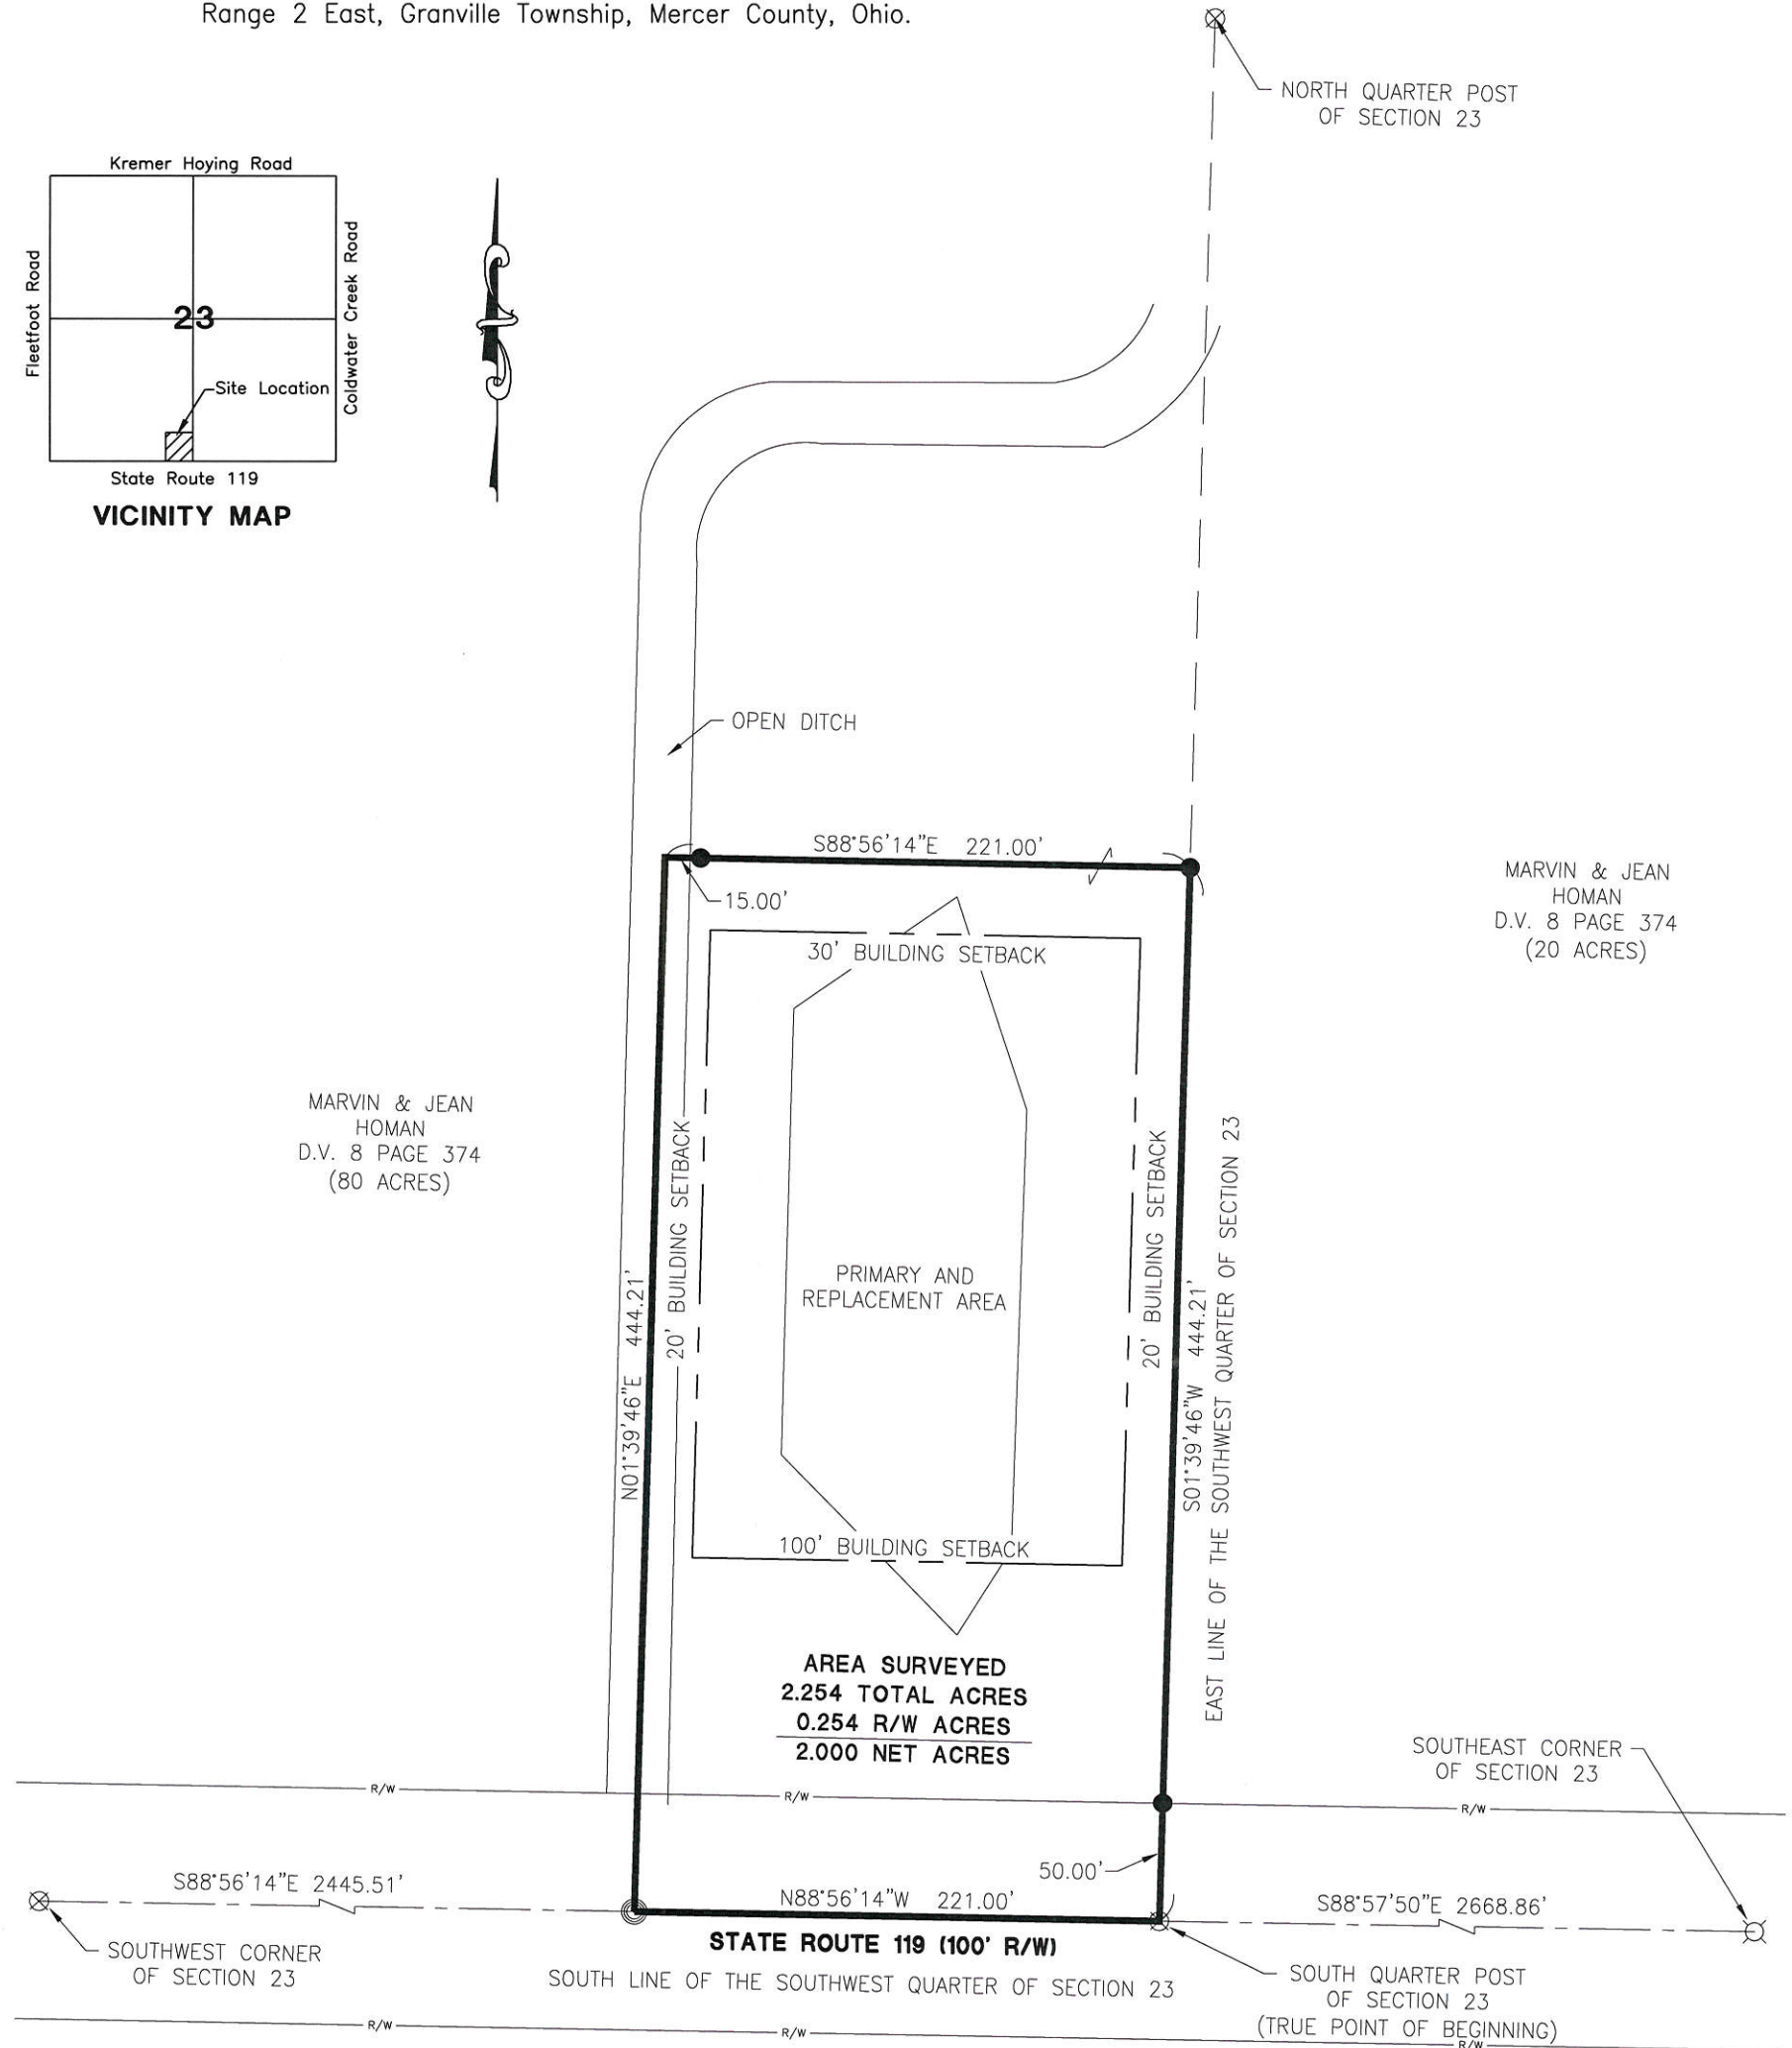 Range 2 East, Granville Township, Mercer County, Ohio.
NORTH QUARTER POST
OF SECTION 23
Kremer Hoying Road
Fleetfoot Road
Coldwater Creek Road
23
Site Location
State Route 119
VICINITY MAP
OPEN DITCH
S88°56'14"E 221.00'
15.00'
30' BUILDING SETBACK
MARVIN & JEAN
HOMAN
D.V. 8 PAGE 374
(20 ACRES)
MARVIN & JEAN
HOMAN
D.V. 8 PAGE 374
(80 ACRES)
N01°39'46"E 444.21'
20' BUILDING SETBACK
PRIMARY AND
REPLACEMENT AREA
20' BUILDING SETBACK
S01°39'46"W 444.21'
EAST LINE OF THE SOUTHWEST QUARTER OF SECTION 23
100' BUILDING SETBACK
AREA SURVEYED
2.254 TOTAL ACRES
0.254 R/W ACRES
2.000 NET ACRES
SOUTHEAST CORNER
OF SECTION 23
R/W
R/W
R/W
50.00'
S88°56'14"E 2445.51'
N88°56'14"W 221.00'
S88°57'50"E 2668.86'
STATE ROUTE 119 (100' R/W)
SOUTHWEST CORNER
OF SECTION 23
SOUTH LINE OF THE SOUTHWEST QUARTER OF SECTION 23
SOUTH QUARTER POST
OF SECTION 23
(TRUE POINT OF BEGINNING)
R/W
R/W
R/W